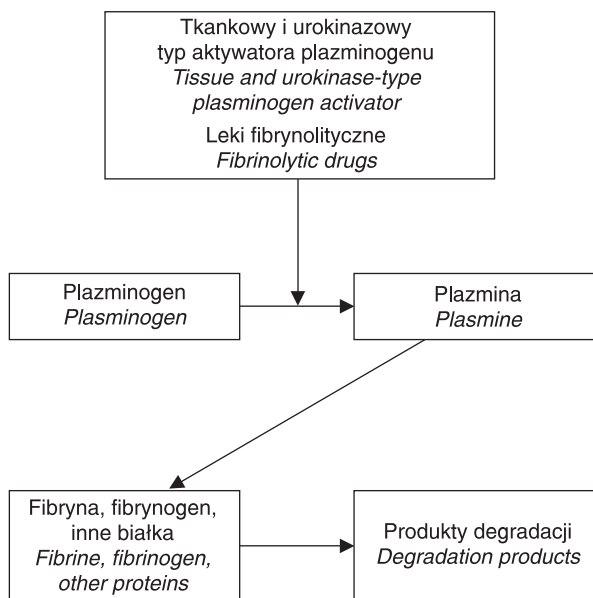 Tkankowy i urokinazowy
typ aktywatora plazminogenu
Tissue and urokinase-type
plasminogen activator
Leki fibrynolityczne
Fibrinolytic drugs
Plazminogen
Plasminogen
Plazmina
Plasmine
Fibryna, fibrynogen,
inne białka
Fibrine, fibrinogen,
other proteins
Produkty degradacji
Degradation products